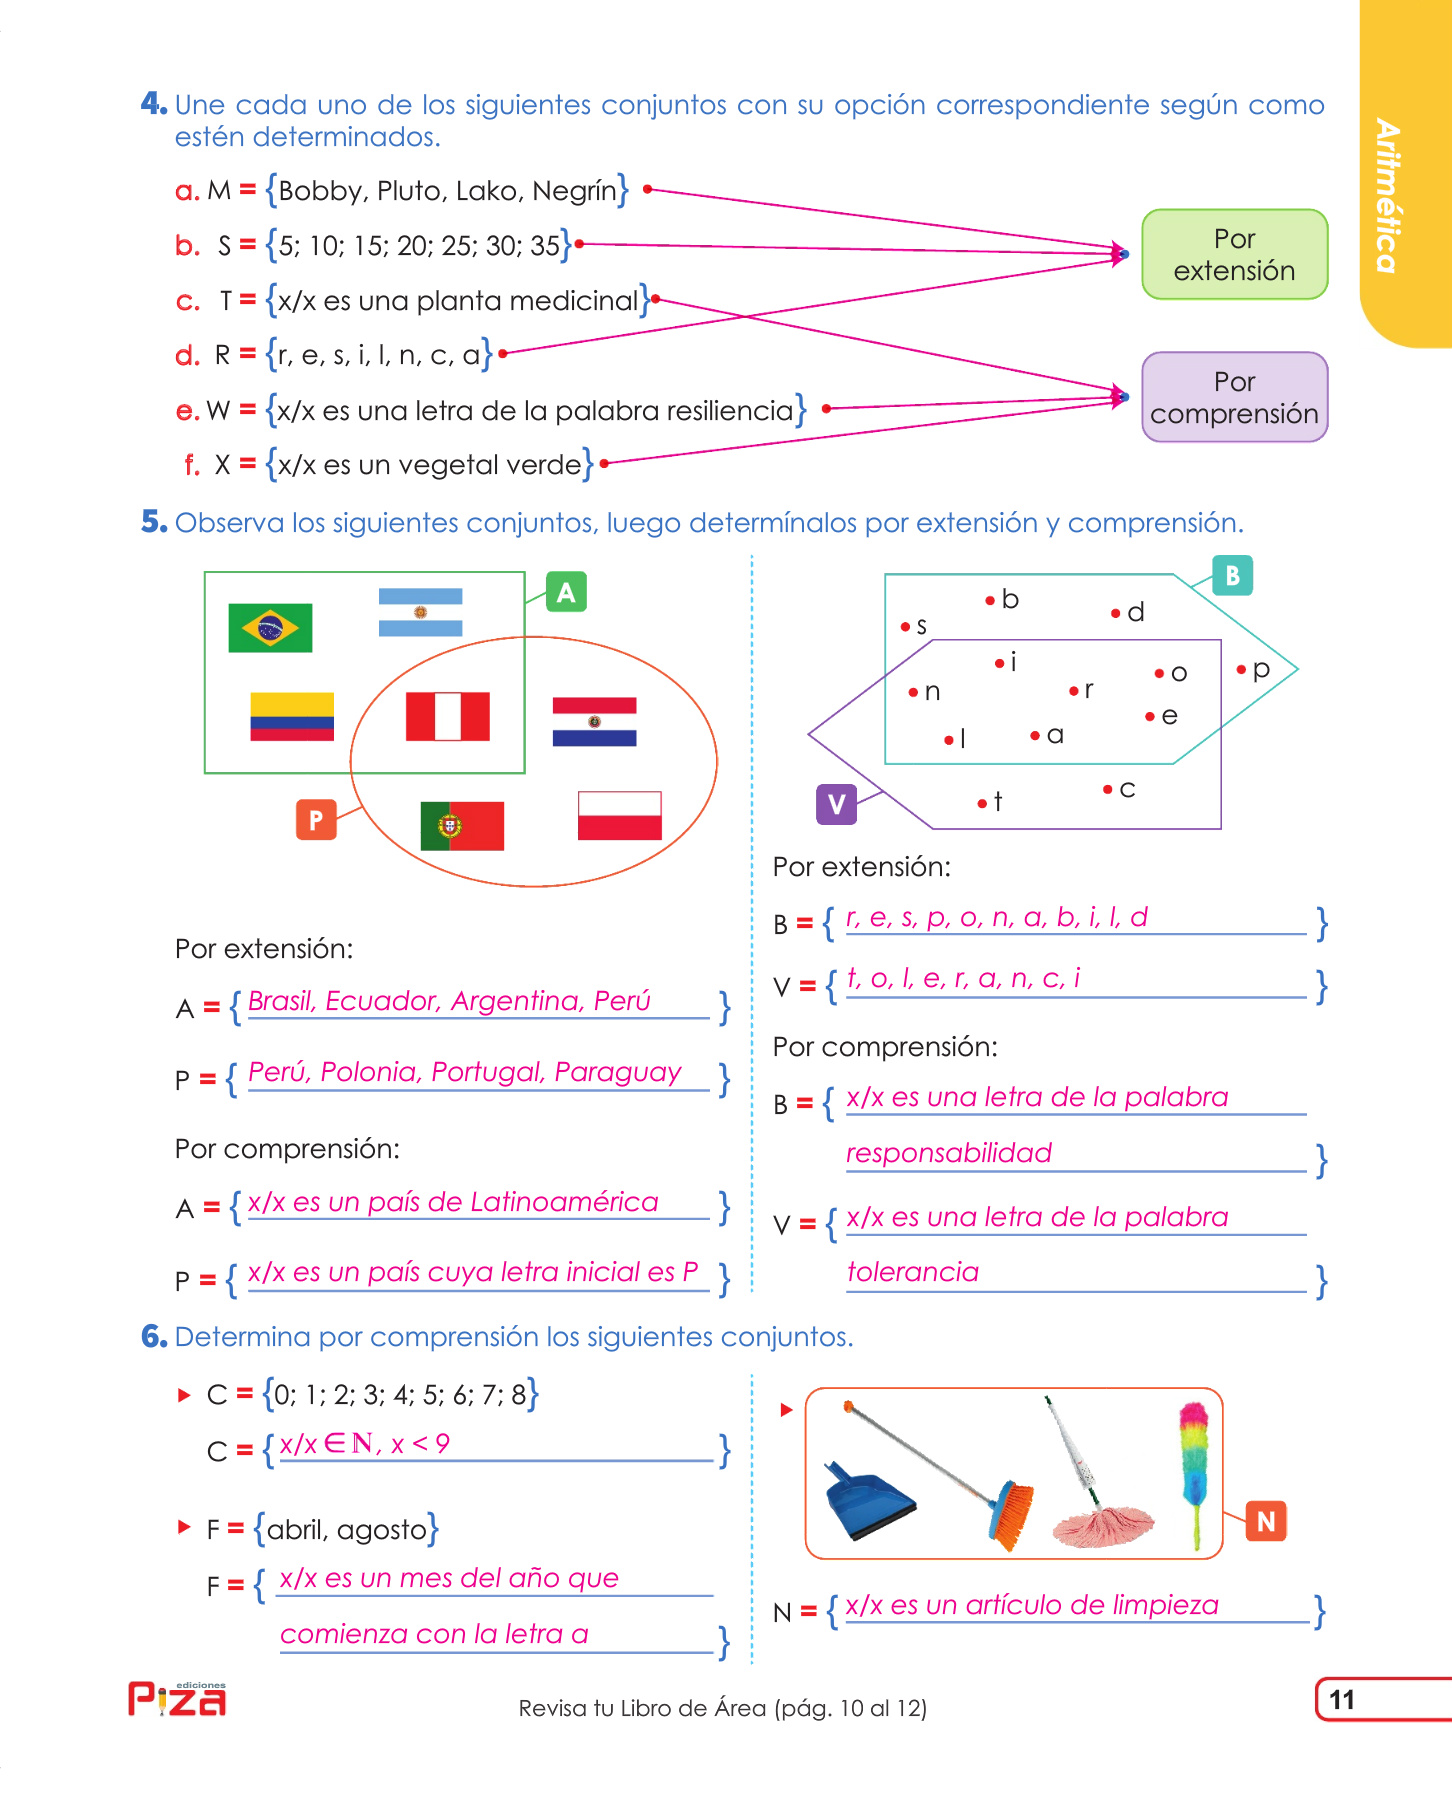 Aritmética
4. Une cada uno de los siguientes conjuntos con su opción correspondiente según como
estén determinados.
a. M = {Bobby, Pluto, Lako, Negrín}
b. S = {5; 10; 15; 20; 25; 30; 35}
c. T = {x/x es una planta medicinal}
d. R = {r, e, s, i, l, n, c, a}
e. W = {x/x es una letra de la palabra resiliencia}
f. X = {x/x es un vegetal verde}
Por
extensión
Por
comprensión
5. Observa los siguientes conjuntos, luego determínalos por extensión y comprensión.
A
P
Por extensión:
A = { Brasil, Ecuador, Argentina, Perú }
P = { Perú, Polonia, Portugal, Paraguay }
Por comprensión:
A = { x/x es un país de Latinoamérica }
P = { x/x es un país cuya letra inicial es P }
B
b
d
s
i
o
p
n
r
e
l
a
V
t
c
Por extensión:
B = { r, e, s, p, o, n, a, b, i, l, d }
V = { t, o, l, e, r, a, n, c, i }
Por comprensión:
B = { x/x es una letra de la palabra
responsabilidad }
V = { x/x es una letra de la palabra
tolerancia }
6. Determina por comprensión los siguientes conjuntos.
C = {0; 1; 2; 3; 4; 5; 6; 7; 8}
C = { x/x ∈ N, x < 9 }
F = {abril, agosto}
F = { x/x es un mes del año que
comienza con la letra a }
N
N = { x/x es un artículo de limpieza }
ediciones
Piza
Revisa tu Libro de Área (pág. 10 al 12)
11